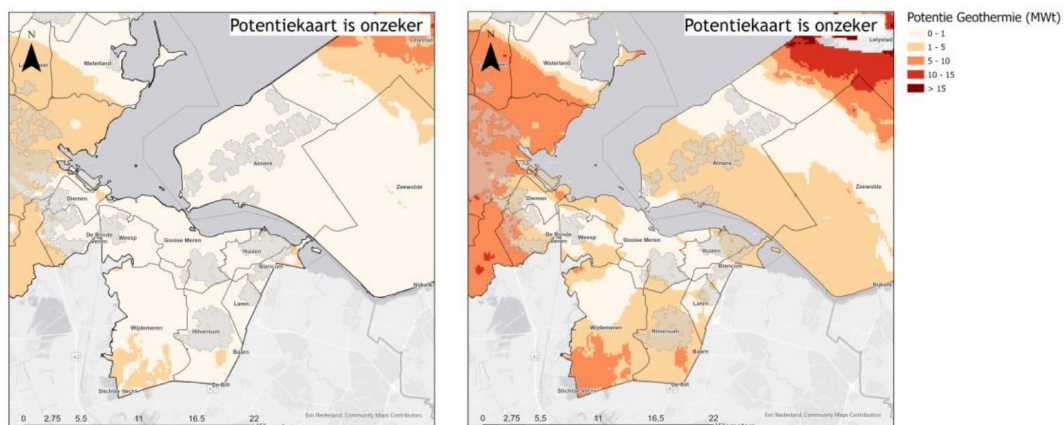 Potentiekaart is onzeker
N
Waterland
Lelystad
Almere
Zeewolde
Diemen
De Ronde
Venen
Weesp
Gooise Meren
Huizen
Blaricum
Nijkerk
Laren
Wijdemeren
Hilversum
Baarn
A2
Stichtse Vecht
De Bilt
0 2,75 5,5 11 16,5 22
Esri Nederland, Community Maps Contributors
Potentiekaart is onzeker
N
Waterland
Lelystad
Almere
Zeewolde
Diemen
De Ronde
Venen
Weesp
Gooise Meren
Huizen
Blaricum
Nijkerk
Laren
Wijdemeren
Hilversum
Baarn
A2
Stichtse Vecht
De Bilt
0 2,75 5,5 11 16,5 22
Esri Nederland, Community Maps Contributors
Potentie Geothermie (MWt)
0 - 1
1 - 5
5 - 10
10 - 15
> 15